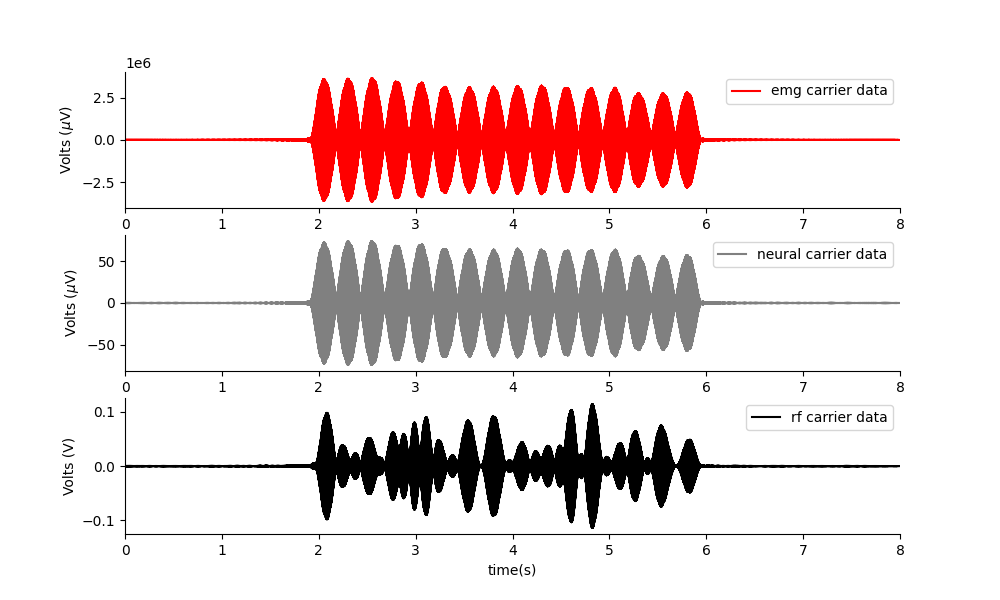 1e6
Volts (μV)
2.5
0.0
−2.5
emg carrier data
0 1 2 3 4 5 6 7 8
Volts (μV)
50
0
−50
neural carrier data
0 1 2 3 4 5 6 7 8
Volts (V)
0.1
0.0
−0.1
rf carrier data
0 1 2 3 4 5 6 7 8
time(s)